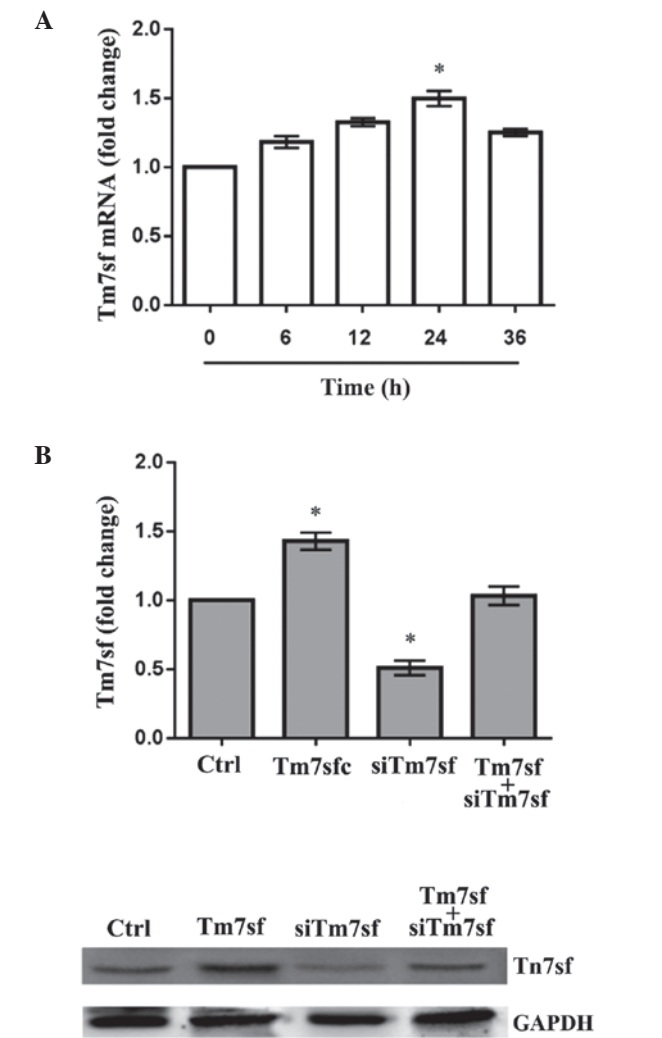 A
Tm7sf mRNA (fold change)
2.0
1.5
1.0
0.5
0.0
*
0 6 12 24 36
Time (h)
B
Tm7sf (fold change)
2.0
1.5
1.0
0.5
0.0
*
*
Ctrl Tm7sfc siTm7sf Tm7sf
+
siTm7sf
Tm7sf
+
Ctrl Tm7sf siTm7sf siTm7sf
Tn7sf
GAPDH